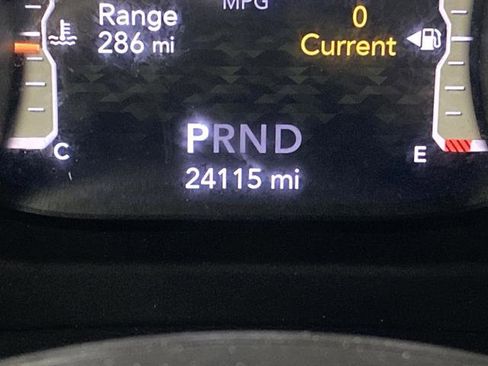 MPG
Range
286 mi
0
Current
PRND
C
E
24115 mi